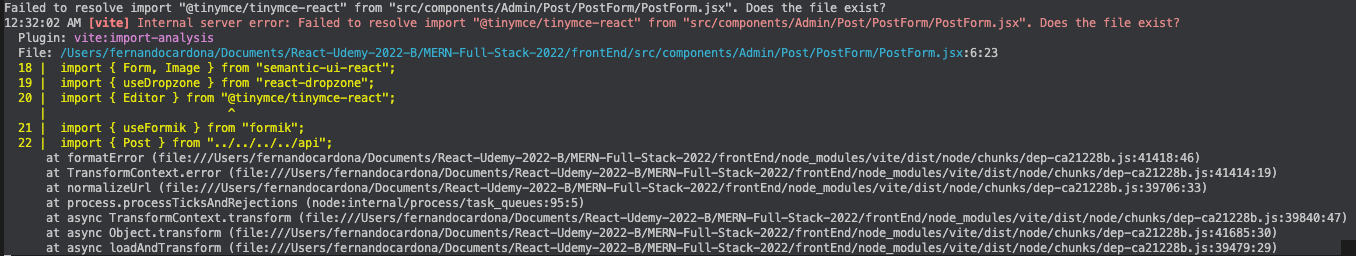 Failed to resolve import "@tinymce/tinymce-react" from "src/components/Admin/Post/PostForm/PostForm.jsx". Does the file exist?
12:32:02 AM [vite] Internal server error: Failed to resolve import "@tinymce/tinymce-react" from "src/components/Admin/Post/PostForm/PostForm.jsx". Does the file exist?
  Plugin: vite:import-analysis
  File: /Users/fernandocardona/Documents/React-Udemy-2022-B/MERN-Full-Stack-2022/frontEnd/src/components/Admin/Post/PostForm/PostForm.jsx:6:23
  18 |  import { Form, Image } from "semantic-ui-react";
  19 |  import { useDropzone } from "react-dropzone";
  20 |  import { Editor } from "@tinymce/tinymce-react";
     |                          ^
  21 |  import { useFormik } from "formik";
  22 |  import { Post } from "../../../../api";
      at formatError (file:///Users/fernandocardona/Documents/React-Udemy-2022-B/MERN-Full-Stack-2022/frontEnd/node_modules/vite/dist/node/chunks/dep-ca21228b.js:41418:46)
      at TransformContext.error (file:///Users/fernandocardona/Documents/React-Udemy-2022-B/MERN-Full-Stack-2022/frontEnd/node_modules/vite/dist/node/chunks/dep-ca21228b.js:41414:19)
      at normalizeUrl (file:///Users/fernandocardona/Documents/React-Udemy-2022-B/MERN-Full-Stack-2022/frontEnd/node_modules/vite/dist/node/chunks/dep-ca21228b.js:39706:33)
      at process.processTicksAndRejections (node:internal/process/task_queues:95:5)
      at async TransformContext.transform (file:///Users/fernandocardona/Documents/React-Udemy-2022-B/MERN-Full-Stack-2022/frontEnd/node_modules/vite/dist/node/chunks/dep-ca21228b.js:39840:47)
      at async Object.transform (file:///Users/fernandocardona/Documents/React-Udemy-2022-B/MERN-Full-Stack-2022/frontEnd/node_modules/vite/dist/node/chunks/dep-ca21228b.js:41685:30)
      at async loadAndTransform (file:///Users/fernandocardona/Documents/React-Udemy-2022-B/MERN-Full-Stack-2022/frontEnd/node_modules/vite/dist/node/chunks/dep-ca21228b.js:39479:29)